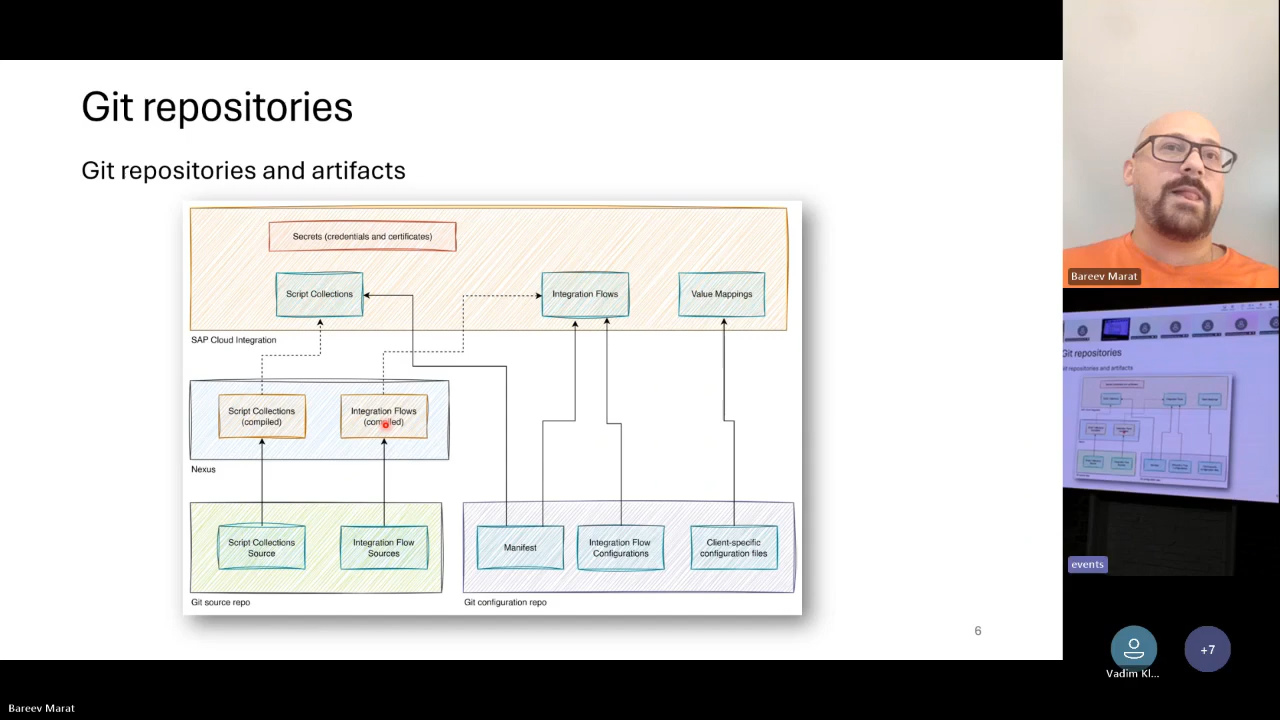 Git repositories
Git repositories and artifacts
Secrets (credentials and certificates)
Script Collections
Integration Flows
Value Mappings
SAP Cloud Integration
Script Collections
(compiled)
Integration Flows
(compiled)
Nexus
Script Collections
Source
Integration Flow
Sources
Manifest
Integration Flow
Configurations
Client-specific
configuration files
Git source repo
Git configuration repo
6
Bareev Marat
Git repositories
events
+7
Vadim Kl...
Bareev Marat